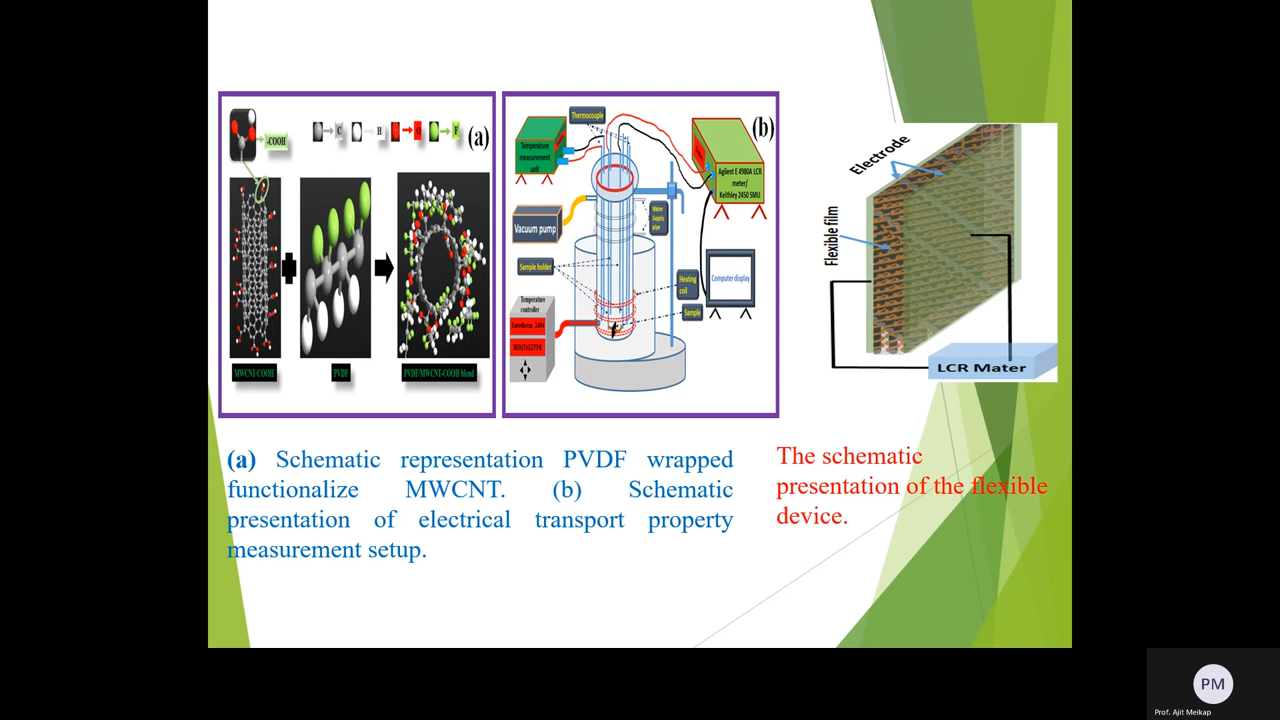 -COOH
C
H
O
F
(a)
MWCNT/COOH
PVDF
PVDF/MWCNT-COOH blend
(b)
Thermocouple
Temperature
measurement
unit
Agilent E 4980A LCR
meter/
Keithley 2450 SMU
Vacuum pump
Water
Supply
pipe
Sample holder
Heating
coil
Computer display
Sample
Temperature
controller
Electrode
Flexible film
LCR Mater
(a) Schematic representation PVDF wrapped
functionalize MWCNT. (b) Schematic
presentation of electrical transport property
measurement setup.
The schematic
presentation of the flexible
device.
PM
Prof. Ajit Meikap